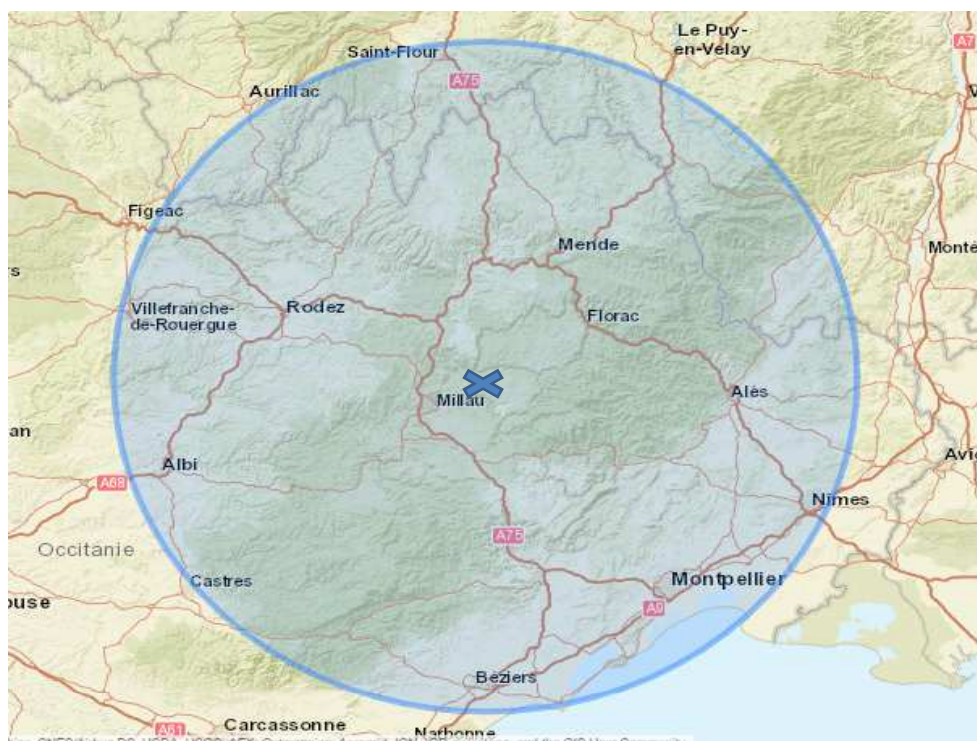 Le Puy-
en-Velay
A7
Saint-Flour
A75
Aurillac
Figeac
Mende
Monté
Villefranche-
de-Rouergue
Rodez
Florac
Millau
Alès
an
Albi
Avi
A68
Nîmes
A75
Occitanie
Castres
Montpellier
ouse
A9
Béziers
Carcassonne
A61
Narbonne